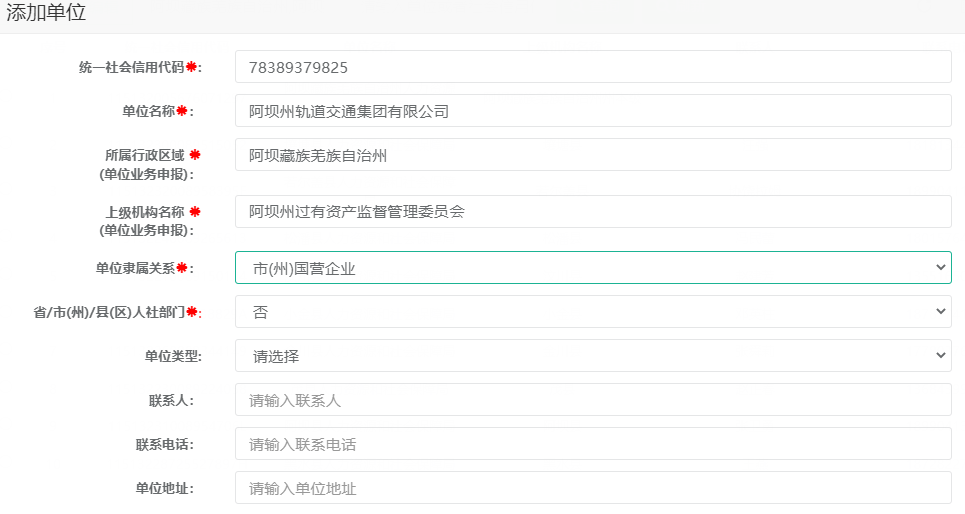 添加单位
统一社会信用代码✱: 78389379825
单位名称✱: 阿坝州轨道交通集团有限公司
所属行政区域 ✱ 阿坝藏族羌族自治州
(单位业务申报):
上级机构名称 ✱ 阿坝州过有资产监督管理委员会
(单位业务申报):
单位隶属关系✱: 市(州)国营企业
省/市(州)/县(区)人社部门✱: 否
单位类型: 请选择
联系人: 请输入联系人
联系电话: 请输入联系电话
单位地址: 请输入单位地址